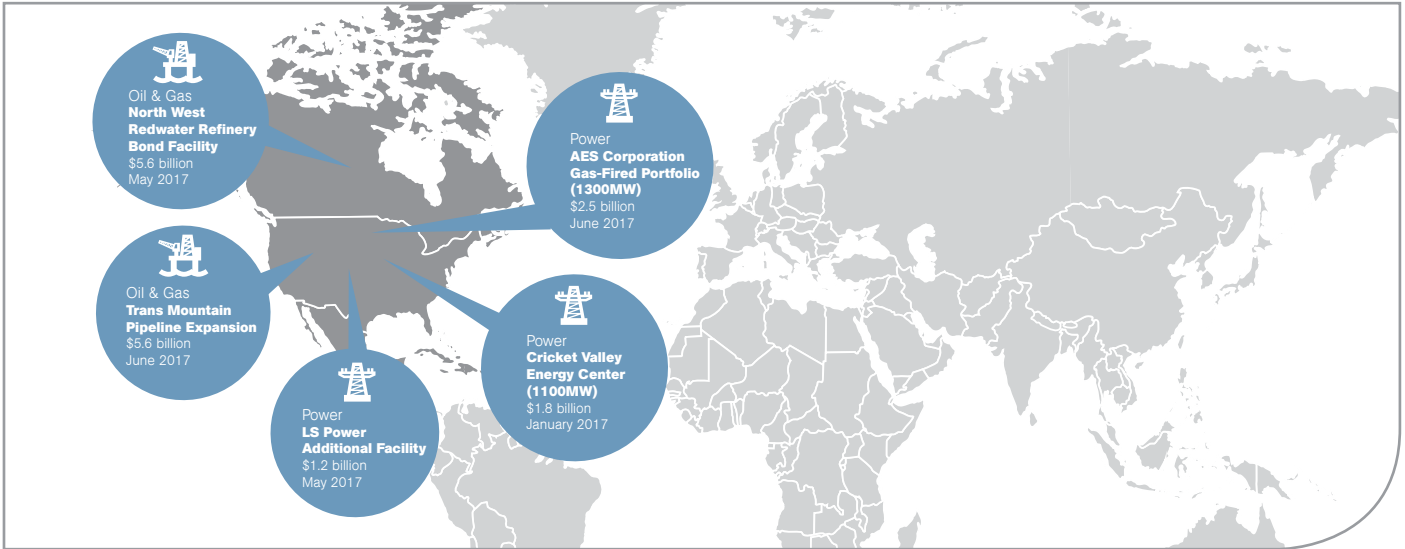 Oil & Gas
North West
Redwater Refinery
Bond Facility
$5.6 billion
May 2017
Power
AES Corporation
Gas-Fired Portfolio
(1300MW)
$2.5 billion
June 2017
Oil & Gas
Trans Mountain
Pipeline Expansion
$5.6 billion
June 2017
Power
Cricket Valley
Energy Center
(1100MW)
$1.8 billion
January 2017
Power
LS Power
Additional Facility
$1.2 billion
May 2017